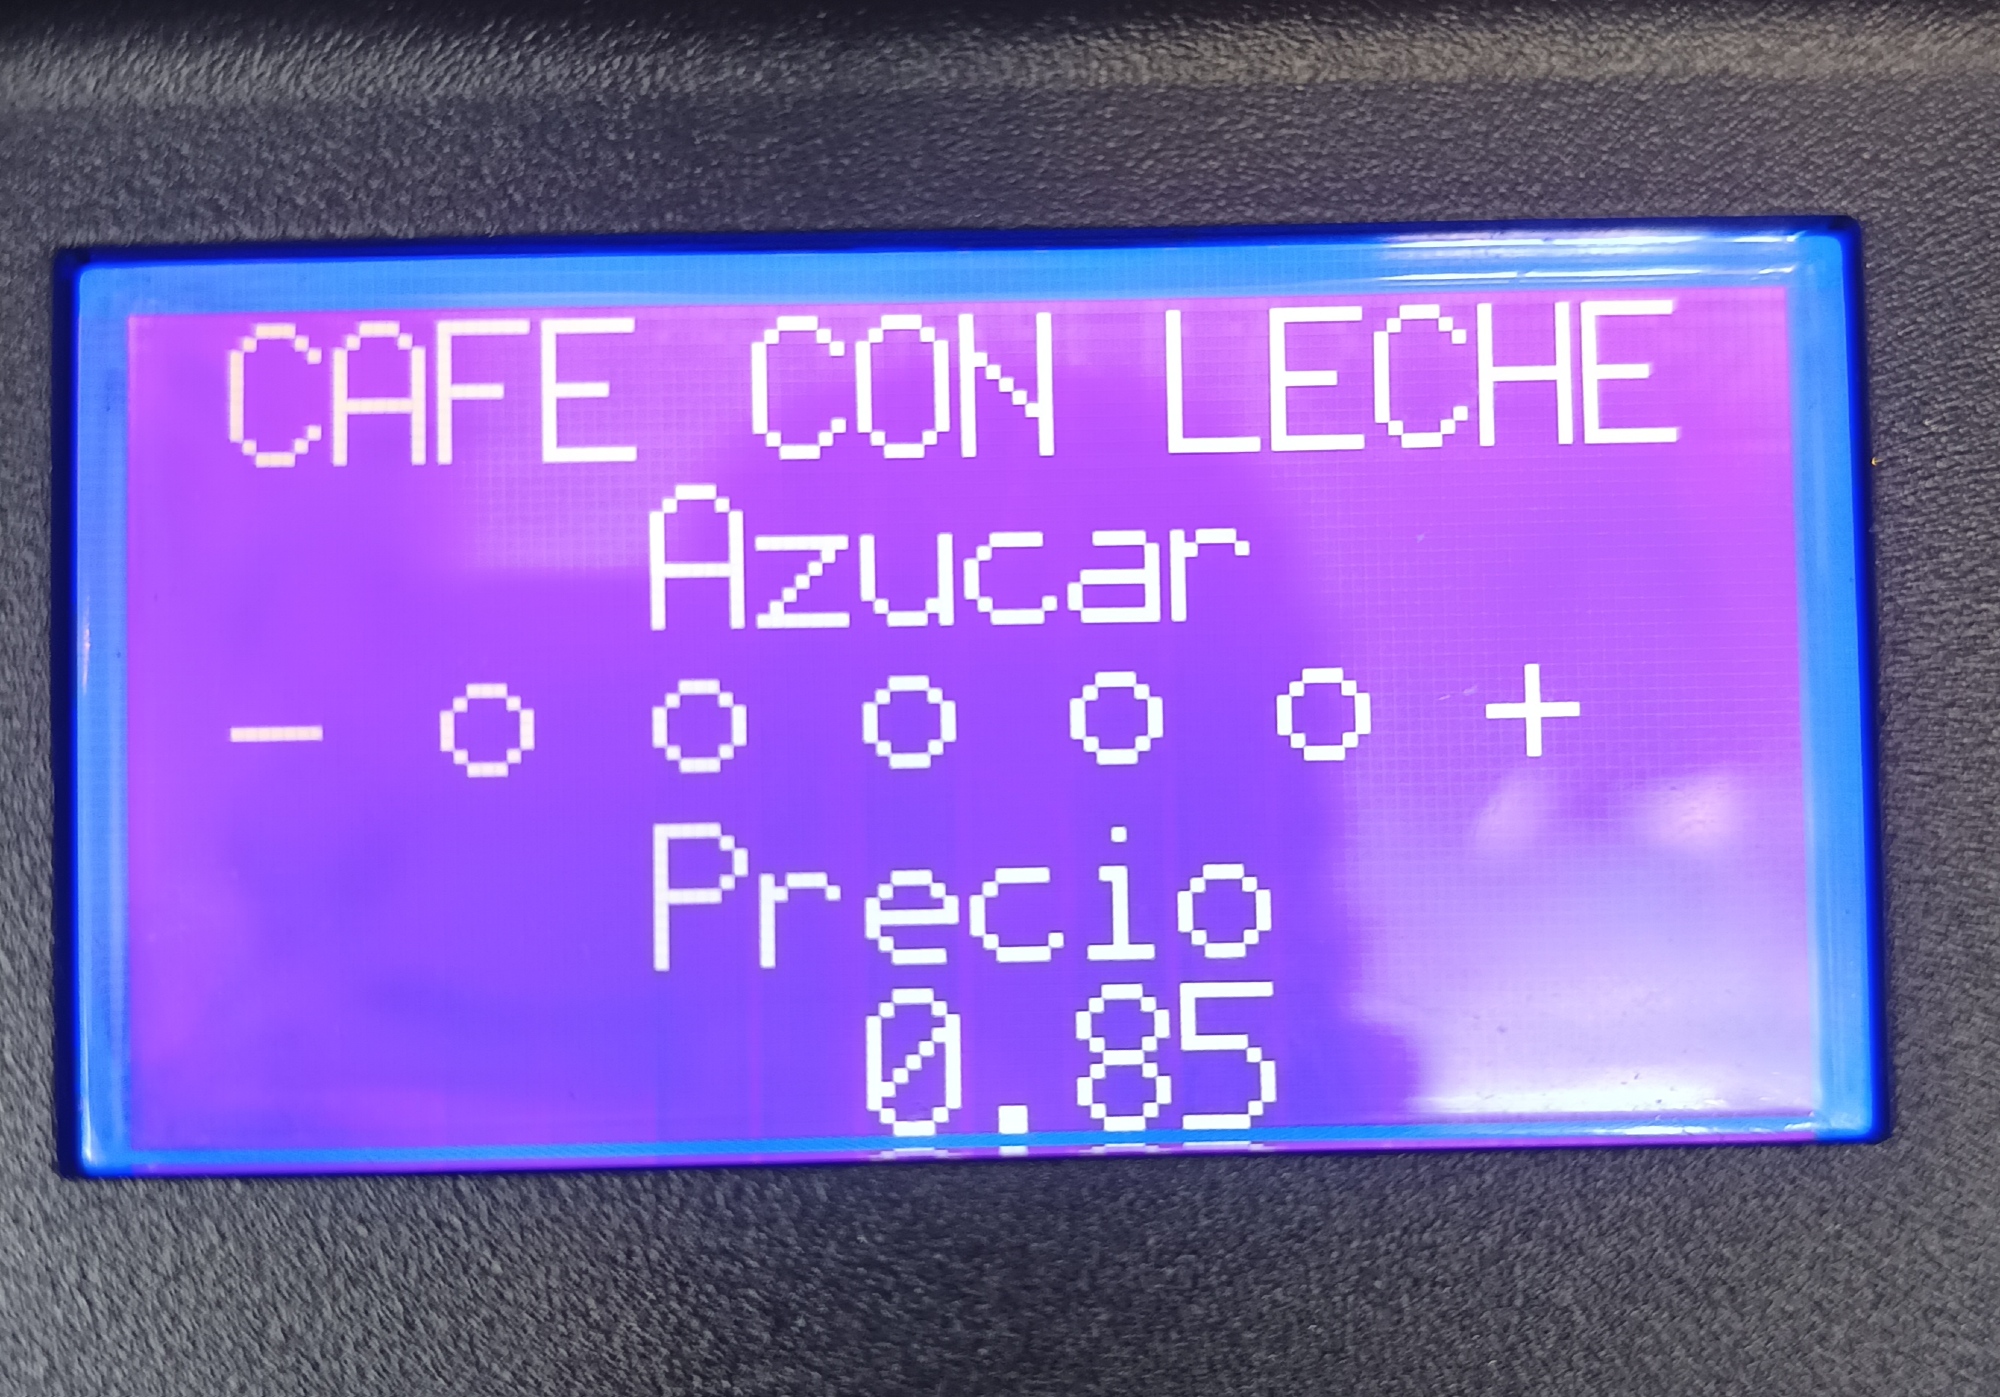 CAFE CON LECHE
Azucar
- o o o o o +
Precio
0.85